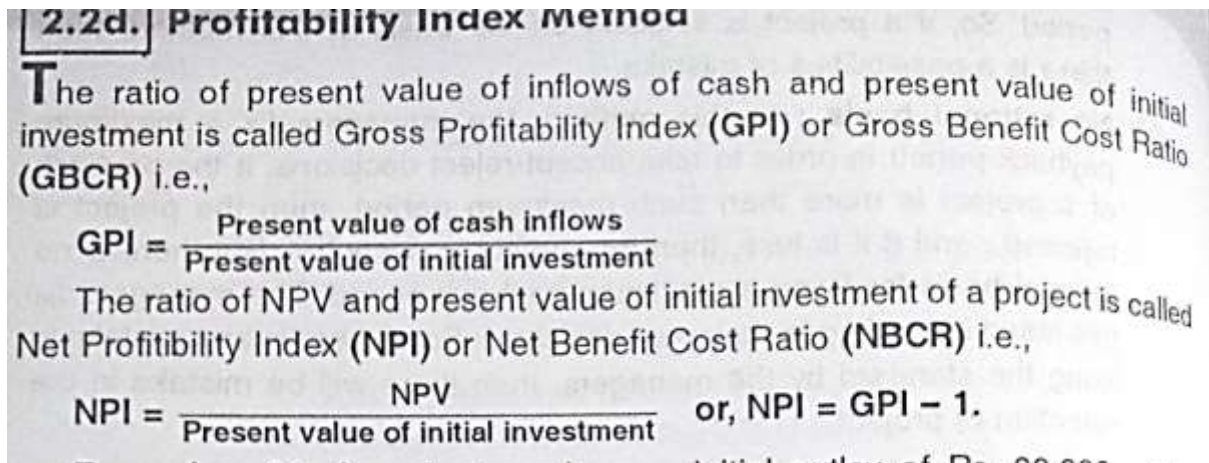 2.2d. Profitability Index Method
The ratio of present value of inflows of cash and present value of initial
investment is called Gross Profitability Index (GPI) or Gross Benefit Cost Ratio
(GBCR) i.e.,
GPI = Present value of cash inflows / Present value of initial investment
The ratio of NPV and present value of initial investment of a project is called
Net Profitibility Index (NPI) or Net Benefit Cost Ratio (NBCR) i.e.,
NPI = NPV / Present value of initial investment or, NPI = GPI – 1.